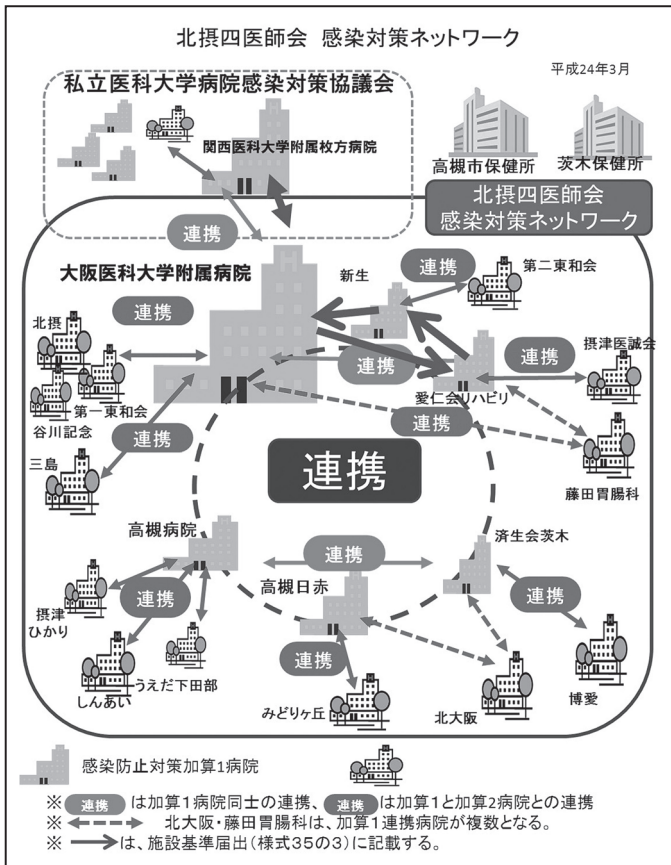 北摂四医師会 感染対策ネットワーク
平成24年3月
私立医科大学病院感染対策協議会
関西医科大学附属枚方病院
高槻市保健所
茨木保健所
北摂四医師会
感染対策ネットワーク
連携
大阪医科大学附属病院
新生
連携
第二東和会
連携
北摂
連携
連携
摂津医誠会
第一東和会
愛仁会リハビリ
谷川記念
連携
連携
三島
連携
藤田胃腸科
高槻病院
済生会茨木
連携
高槻日赤
摂津
ひかり
連携
連携
連携
うえだ下田部
しんあい
みどりヶ丘
北大阪
博愛
感染防止対策加算1病院
※ 連携 は加算1病院同士の連携、 連携 は加算1と加算2病院との連携
※ 北大阪・藤田胃腸科は、加算1連携病院が複数となる。
※ は、施設基準届出(様式35の3)に記載する。